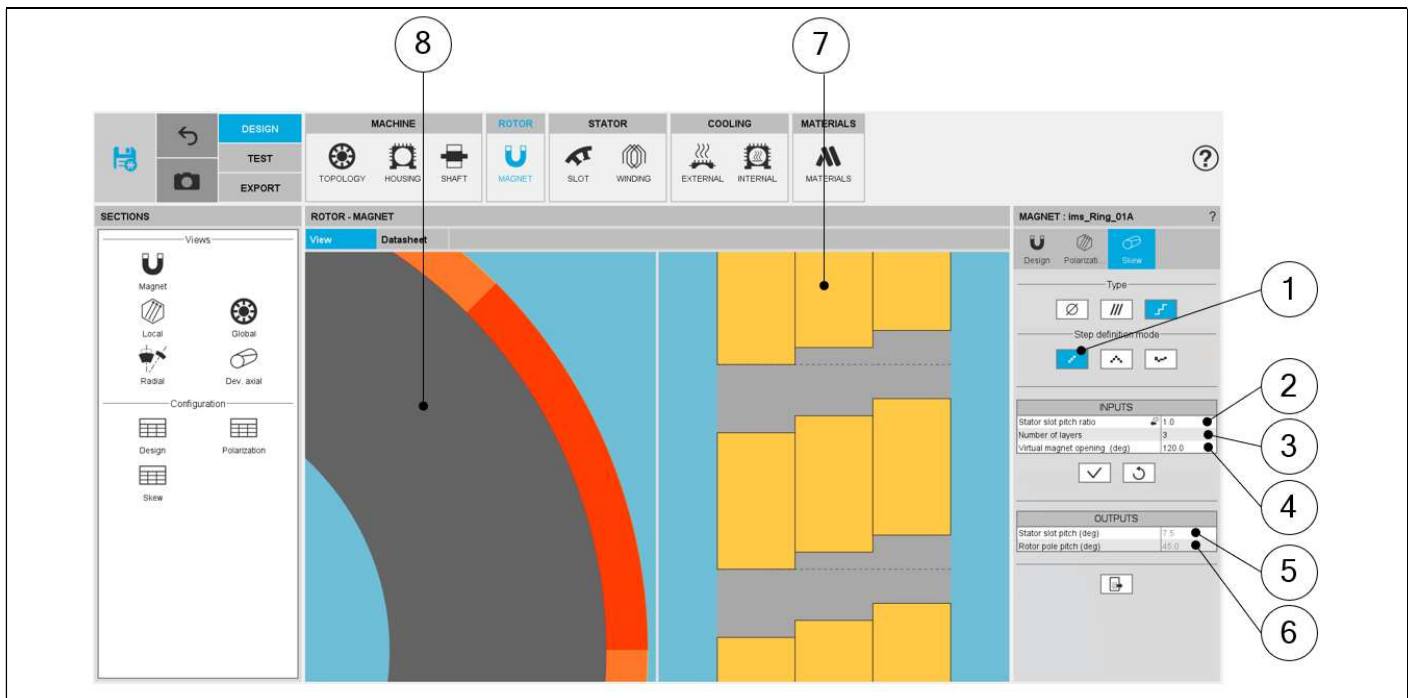 8
7
DESIGN
TEST
EXPORT
MACHINE
TOPOLOGY
HOUSING
SHAFT
ROTOR
MAGNET
STATOR
SLOT
WINDING
COOLING
EXTERNAL
INTERNAL
MATERIALS
MATERIALS
?
SECTIONS
Views
Magnet
Local
Global
Radial
Dev. axial
Configuration
Design
Polarization
Skew
ROTOR - MAGNET
View
Datasheet
MAGNET : ims_Ring_01A
?
Design
Polarizati...
Skew
Type
Step definition mode
INPUTS
Stator slot pitch ratio 1.0
Number of layers 3
Virtual magnet opening (deg) 120.0
OUTPUTS
Stator slot pitch (deg) 7.5
Rotor pole pitch (deg) 45.0
1
2
3
4
5
6